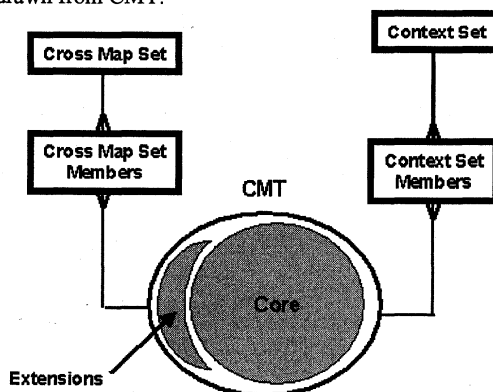 drawn from CMT.
Cross Map Set
Context Set
Cross Map Set
Members
Context Set
Members
CMT
Core
Extensions